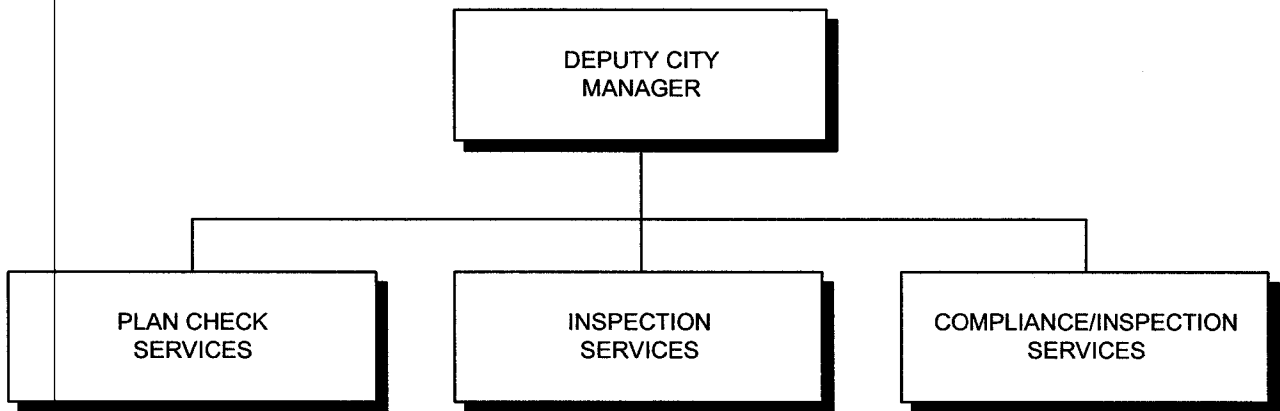 DEPUTY CITY
MANAGER
PLAN CHECK
SERVICES
INSPECTION
SERVICES
COMPLIANCE/INSPECTION
SERVICES